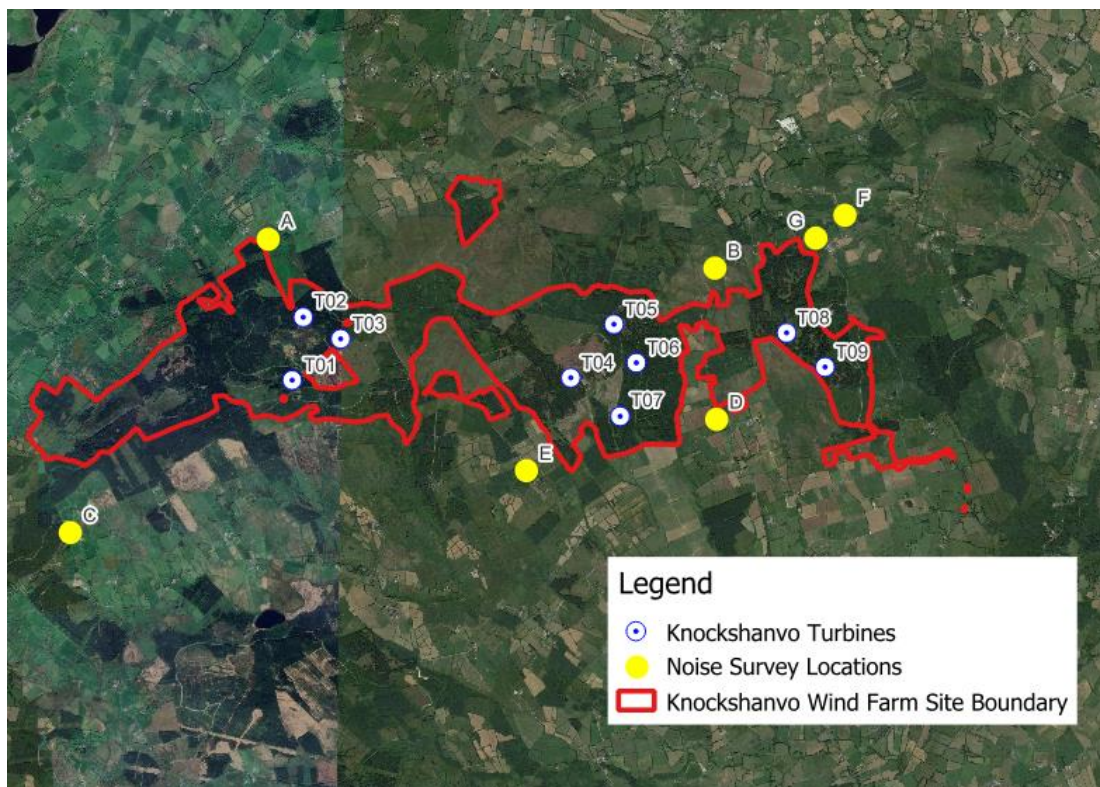 F
A
G
B
T02
T05
T03
T08
T06
T09
T04
T01
T07
D
E
C
Legend
Knockshanvo Turbines
Noise Survey Locations
Knockshanvo Wind Farm Site Boundary